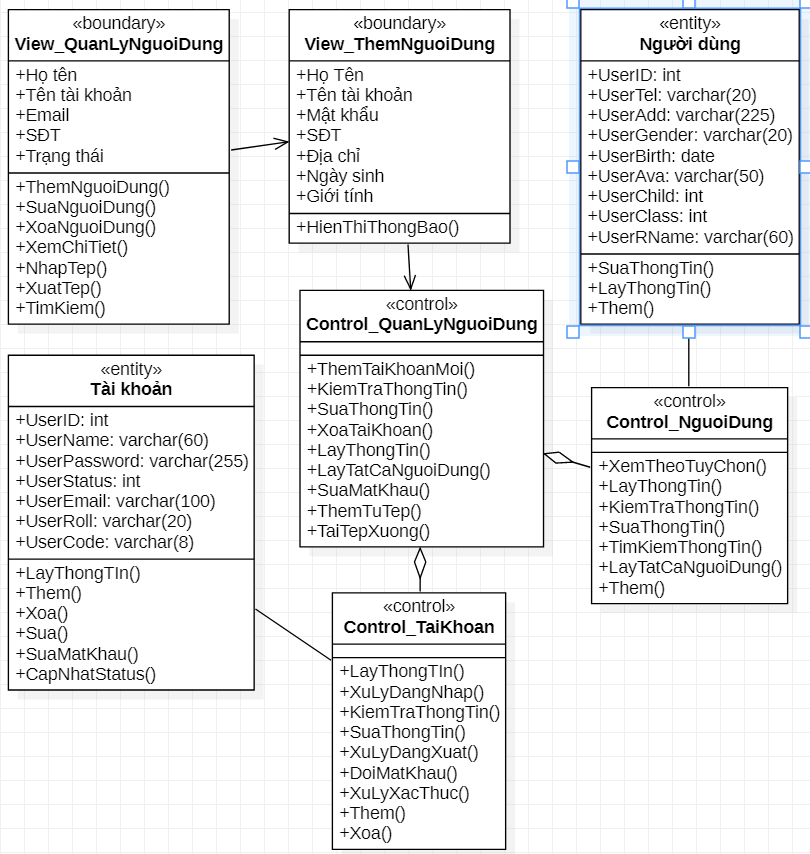 «boundary»
View_QuanLyNguoiDung
+Họ tên
+Tên tài khoản
+Email
+SĐT
+Trạng thái
+ThemNguoiDung()
+SuaNguoiDung()
+XoaNguoiDung()
+XemChiTiet()
+NhapTep()
+XuatTep()
+TimKiem()
«boundary»
View_ThemNguoiDung
+Họ Tên
+Tên tài khoản
+Mật khẩu
+SĐT
+Địa chỉ
+Ngày sinh
+Giới tính
+HienThiThongBao()
«entity»
Người dùng
+UserID: int
+UserTel: varchar(20)
+UserAdd: varchar(225)
+UserGender: varchar(20)
+UserBirth: date
+UserAva: varchar(50)
+UserChild: int
+UserClass: int
+UserRName: varchar(60)
+SuaThongTin()
+LayThongTin()
+Them()
«control»
Control_QuanLyNguoiDung
+ThemTaiKhoanMoi()
+KiemTraThongTin()
+SuaThongTin()
+XoaTaiKhoan()
+LayThongTin()
+LayTatCaNguoiDung()
+SuaMatKhau()
+ThemTuTep()
+TaiTepXuong()
«entity»
Tài khoản
+UserID: int
+UserName: varchar(60)
+UserPassword: varchar(255)
+UserStatus: int
+UserEmail: varchar(100)
+UserRoll: varchar(20)
+UserCode: varchar(8)
+LayThongTIn()
+Them()
+Xoa()
+Sua()
+SuaMatKhau()
+CapNhatStatus()
«control»
Control_NguoiDung
+XemTheoTuyChon()
+LayThongTin()
+KiemTraThongTin()
+SuaThongTin()
+TimKiemThongTin()
+LayTatCaNguoiDung()
+Them()
«control»
Control_TaiKhoan
+LayThongTIn()
+XuLyDangNhap()
+KiemTraThongTin()
+SuaThongTin()
+XuLyDangXuat()
+DoiMatKhau()
+XuLyXacThuc()
+Them()
+Xoa()